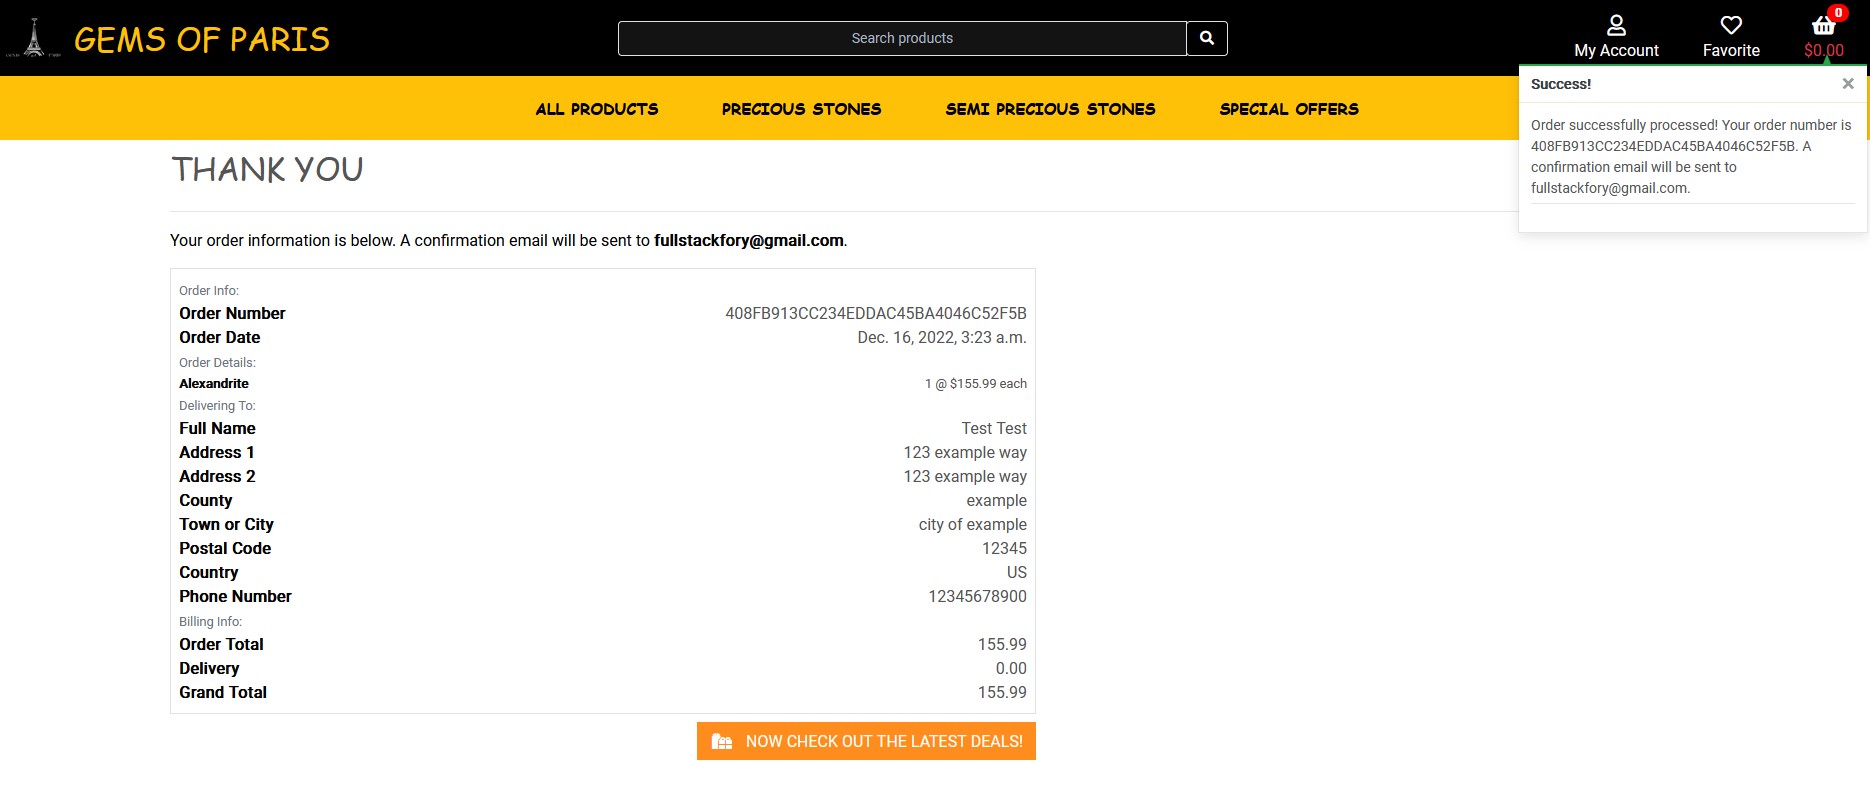 GEMS OF PARIS
Search products
My Account
Favorite
0
$0.00
ALL PRODUCTS
PRECIOUS STONES
SEMI PRECIOUS STONES
SPECIAL OFFERS
Success!
×
Order successfully processed! Your order number is
408FB913CC234EDDAC45BA4046C52F5B. A
confirmation email will be sent to
fullstackfory@gmail.com.
THANK YOU
Your order information is below. A confirmation email will be sent to fullstackfory@gmail.com.
Order Info:
Order Number 408FB913CC234EDDAC45BA4046C52F5B
Order Date Dec. 16, 2022, 3:23 a.m.
Order Details:
Alexandrite 1 @ $155.99 each
Delivering To:
Full Name Test Test
Address 1 123 example way
Address 2 123 example way
County example
Town or City city of example
Postal Code 12345
Country US
Phone Number 12345678900
Billing Info:
Order Total 155.99
Delivery 0.00
Grand Total 155.99
NOW CHECK OUT THE LATEST DEALS!